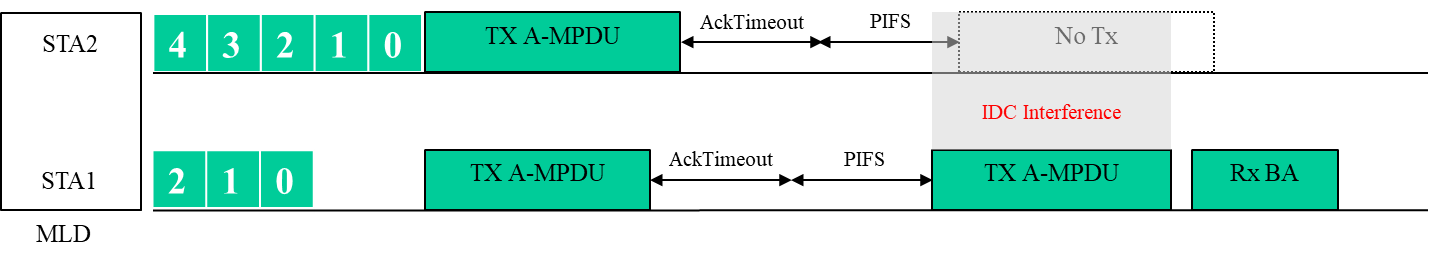 STA2
4 3 2 1 0
TX A-MPDU
AckTimeout
PIFS
No Tx
IDC Interference
STA1
2 1 0
TX A-MPDU
AckTimeout
PIFS
TX A-MPDU
Rx BA
MLD